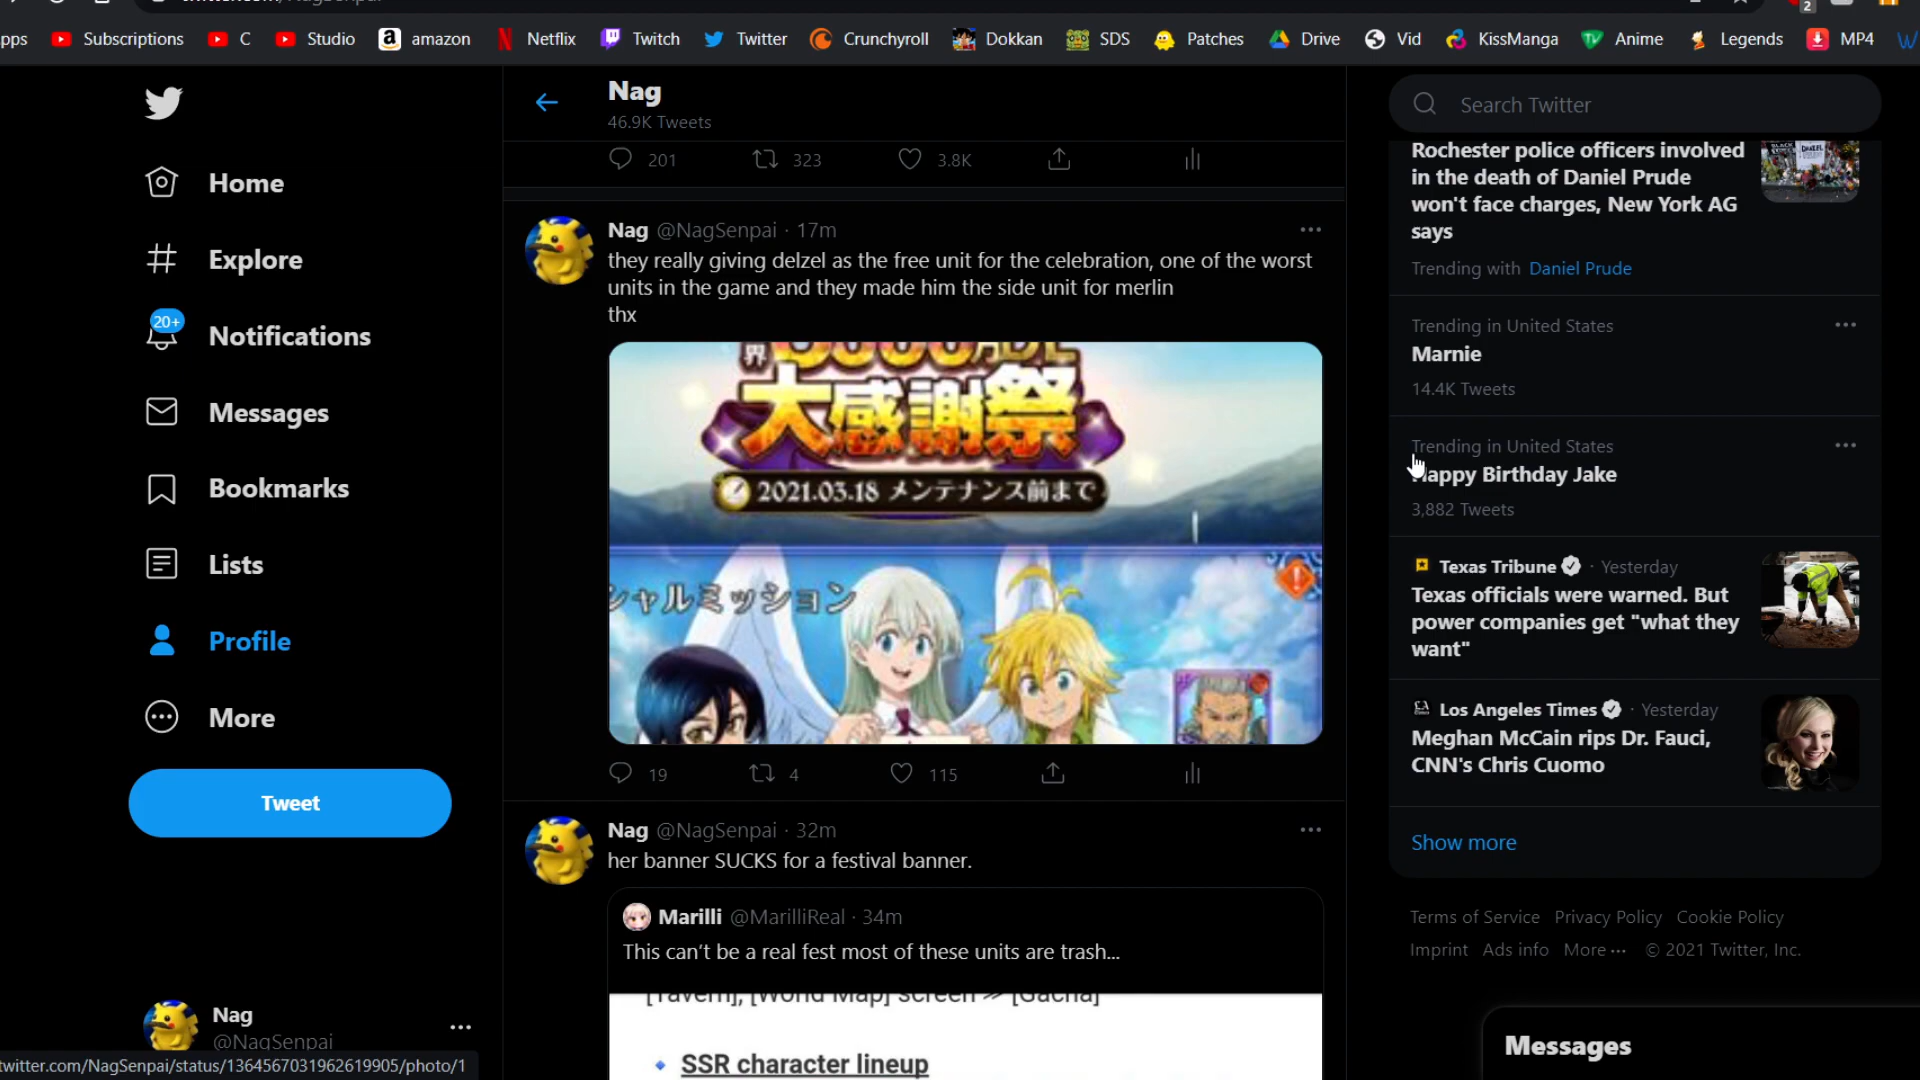 Subscriptions C Studio amazon Netflix Twitch Twitter Crunchyroll Dokkan SDS Patches Drive Vid KissManga Anime Legends MP4
2
Home
Explore
20+
Notifications
Messages
Bookmarks
Lists
Profile
More
Tweet
Nag
@NagSenpai
twitter.com/NagSenpai/status/1364567031962619905/photo/1
Nag
46.9K Tweets
201 323 3.8K
Nag @NagSenpai · 17m
they really giving delzel as the free unit for the celebration, one of the worst
units in the game and they made him the side unit for merlin
thx
大感謝祭
2021.03.18 メンテナンス前まで
シャルミッション
19 4 115
Nag @NagSenpai · 32m
her banner SUCKS for a festival banner.
Marilli @MarilliReal · 34m
This can't be a real fest most of these units are trash...
[Tavern], [World Map] screen >> [Gacha]
SSR character lineup
Search Twitter
Rochester police officers involved
in the death of Daniel Prude
won't face charges, New York AG
says
Trending with Daniel Prude
Trending in United States
Marnie
14.4K Tweets
Trending in United States
Happy Birthday Jake
3,882 Tweets
Texas Tribune · Yesterday
Texas officials were warned. But
power companies get "what they
want"
Los Angeles Times · Yesterday
Meghan McCain rips Dr. Fauci,
CNN's Chris Cuomo
Show more
Terms of Service Privacy Policy Cookie Policy
Imprint Ads info More ··· © 2021 Twitter, Inc.
Messages